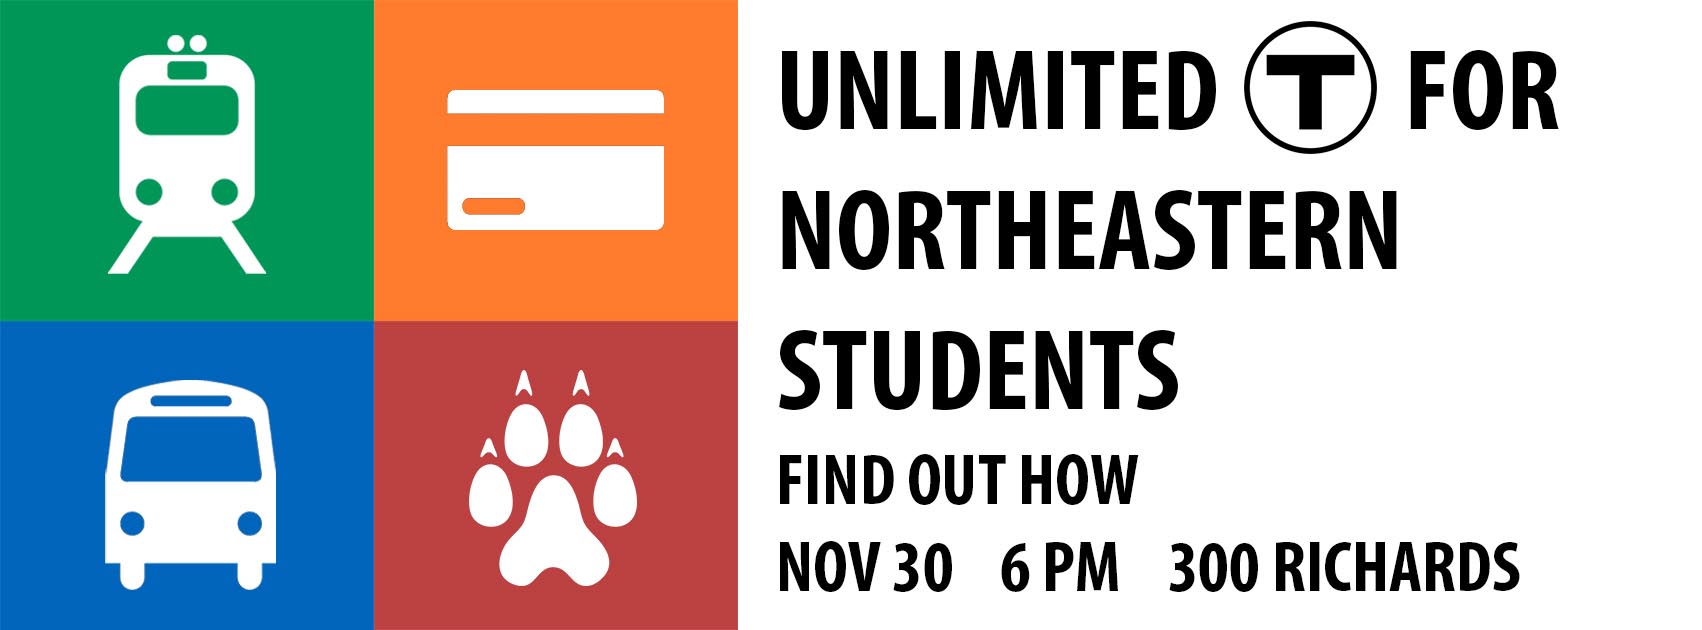 UNLIMITED T FOR
NORTHEASTERN
STUDENTS
FIND OUT HOW
NOV 30 6 PM 300 RICHARDS